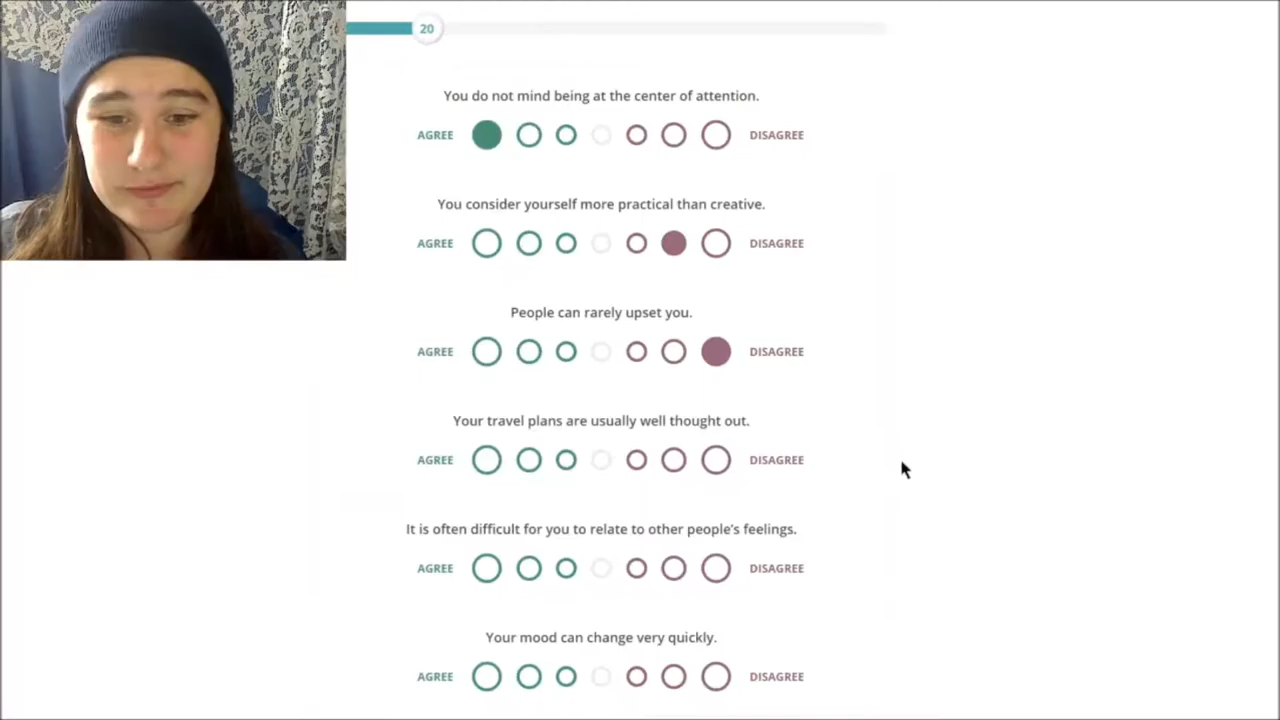 20
You do not mind being at the center of attention.
AGREE DISAGREE
You consider yourself more practical than creative.
AGREE DISAGREE
People can rarely upset you.
AGREE DISAGREE
Your travel plans are usually well thought out.
AGREE DISAGREE
It is often difficult for you to relate to other people's feelings.
AGREE DISAGREE
Your mood can change very quickly.
AGREE DISAGREE